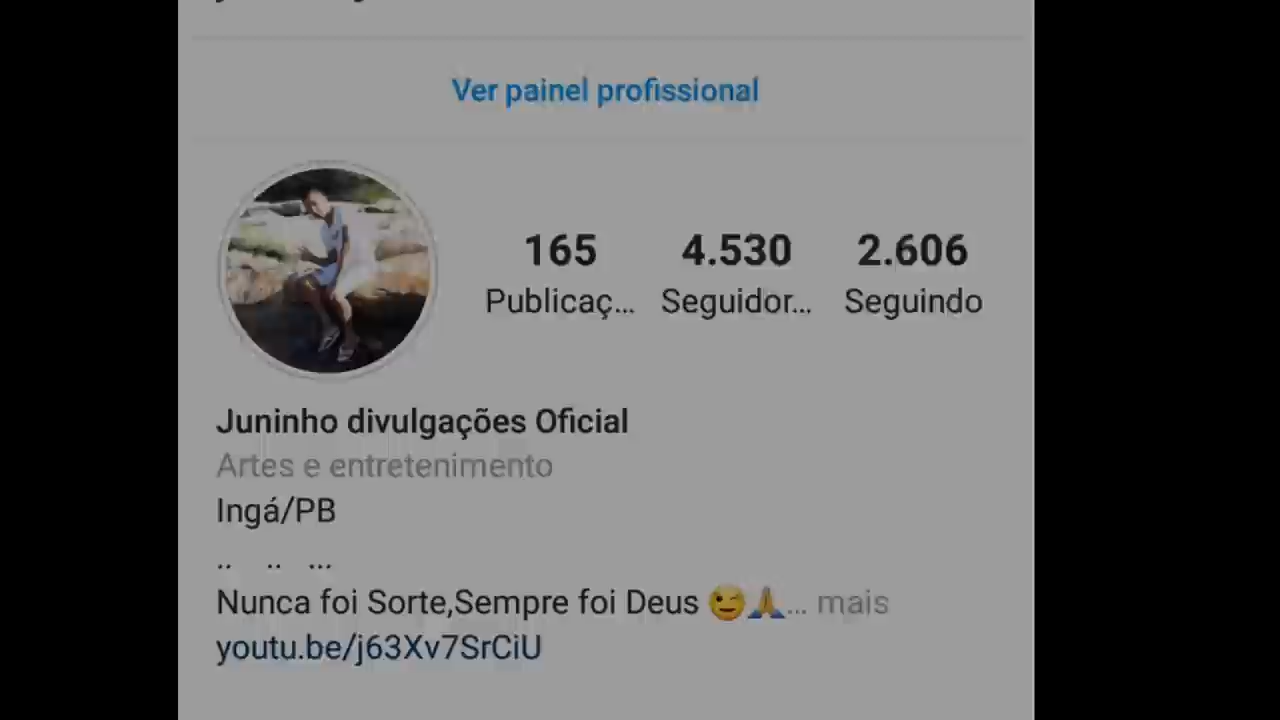 Ver painel profissional
165 4.530 2.606
Publicaç... Seguidor... Seguindo
Juninho divulgações Oficial
Artes e entretenimento
Ingá/PB
.. .. ...
Nunca foi Sorte,Sempre foi Deus 😉🙏... mais
youtu.be/j63Xv7SrCiU